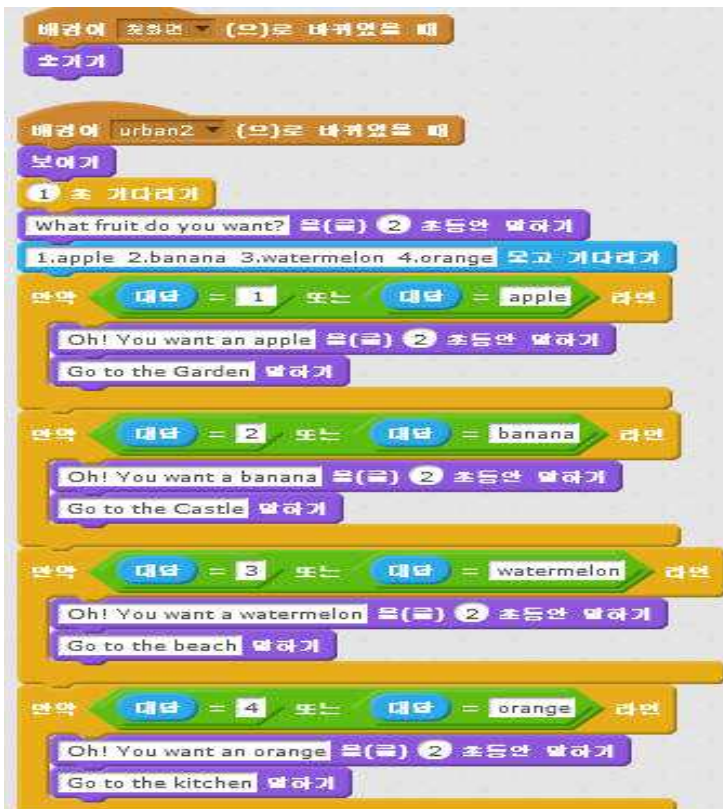 배경이 첫화면 (으)로 바뀌었을 때
숨기기
배경이 urban2 (으)로 바뀌었을 때
보이기
1 초 기다리기
What fruit do you want? 을(를) 2 초동안 말하기
1.apple 2.banana 3.watermelon 4.orange 묻고 기다리기
만약 대답 = 1 또는 대답 = apple 라면
Oh! You want an apple 을(를) 2 초동안 말하기
Go to the Garden 말하기
만약 대답 = 2 또는 대답 = banana 라면
Oh! You want a banana 을(를) 2 초동안 말하기
Go to the Castle 말하기
만약 대답 = 3 또는 대답 = watermelon 라면
Oh! You want a watermelon 을(를) 2 초동안 말하기
Go to the beach 말하기
만약 대답 = 4 또는 대답 = orange 라면
Oh! You want an orange 을(를) 2 초동안 말하기
Go to the kitchen 말하기